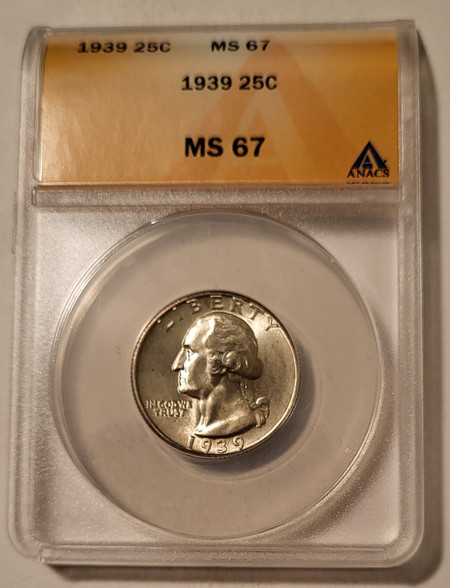 1939 25C MS 67
1939 25C
MS 67
ANACS
LIBERTY
IN GOD WE
TRUST
1939